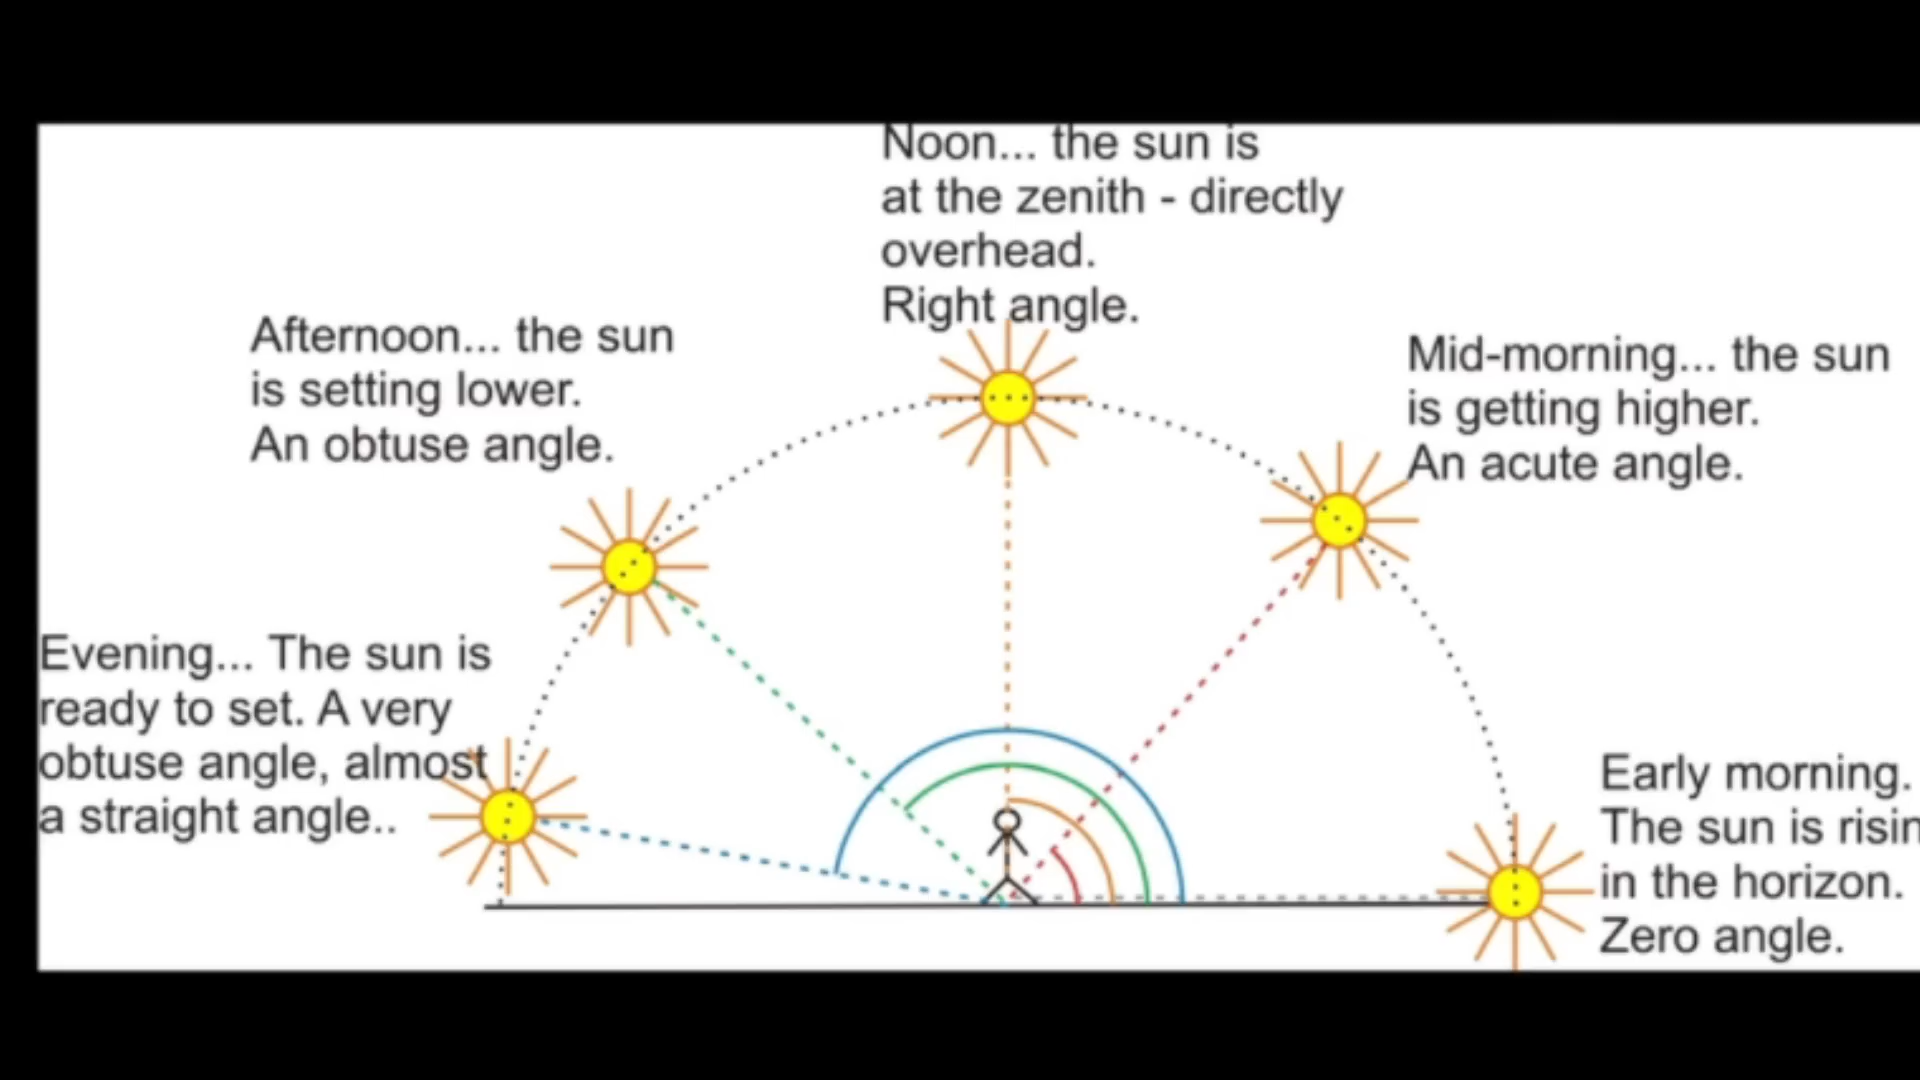 Noon... the sun is
at the zenith - directly
overhead.
Right angle.
Afternoon... the sun
is setting lower.
An obtuse angle.
Mid-morning... the sun
is getting higher.
An acute angle.
Evening... The sun is
ready to set. A very
obtuse angle, almost
a straight angle..
Early morning.
The sun is risin
in the horizon.
Zero angle.